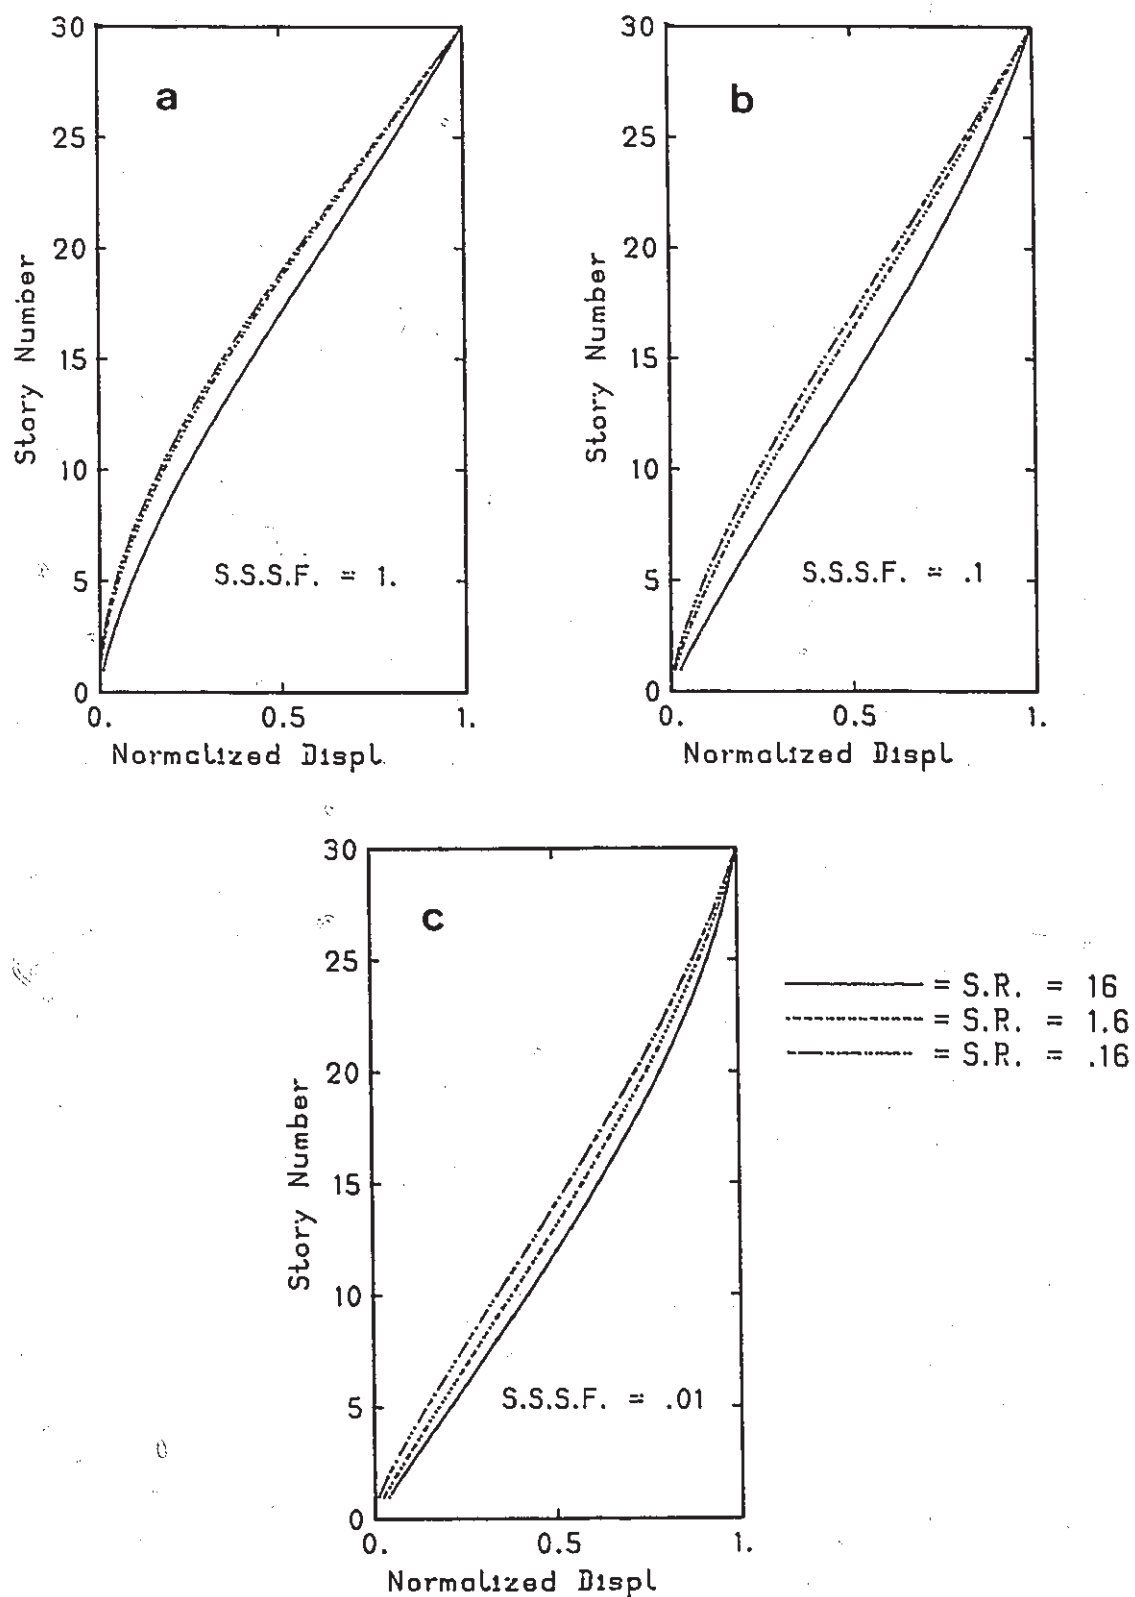 a
30
25
20
15
10
5
0
Story Number
S.S.S.F. = 1.
0. 0.5 1.
Normalized Displ.
b
30
25
20
15
10
5
0
Story Number
S.S.S.F. = .1
0. 0.5 1.
Normalized Displ
c
30
25
20
15
10
5
0
Story Number
S.S.S.F. = .01
0. 0.5 1.
Normalized Displ
= S.R. = 16
= S.R. = 1.6
= S.R. = .16